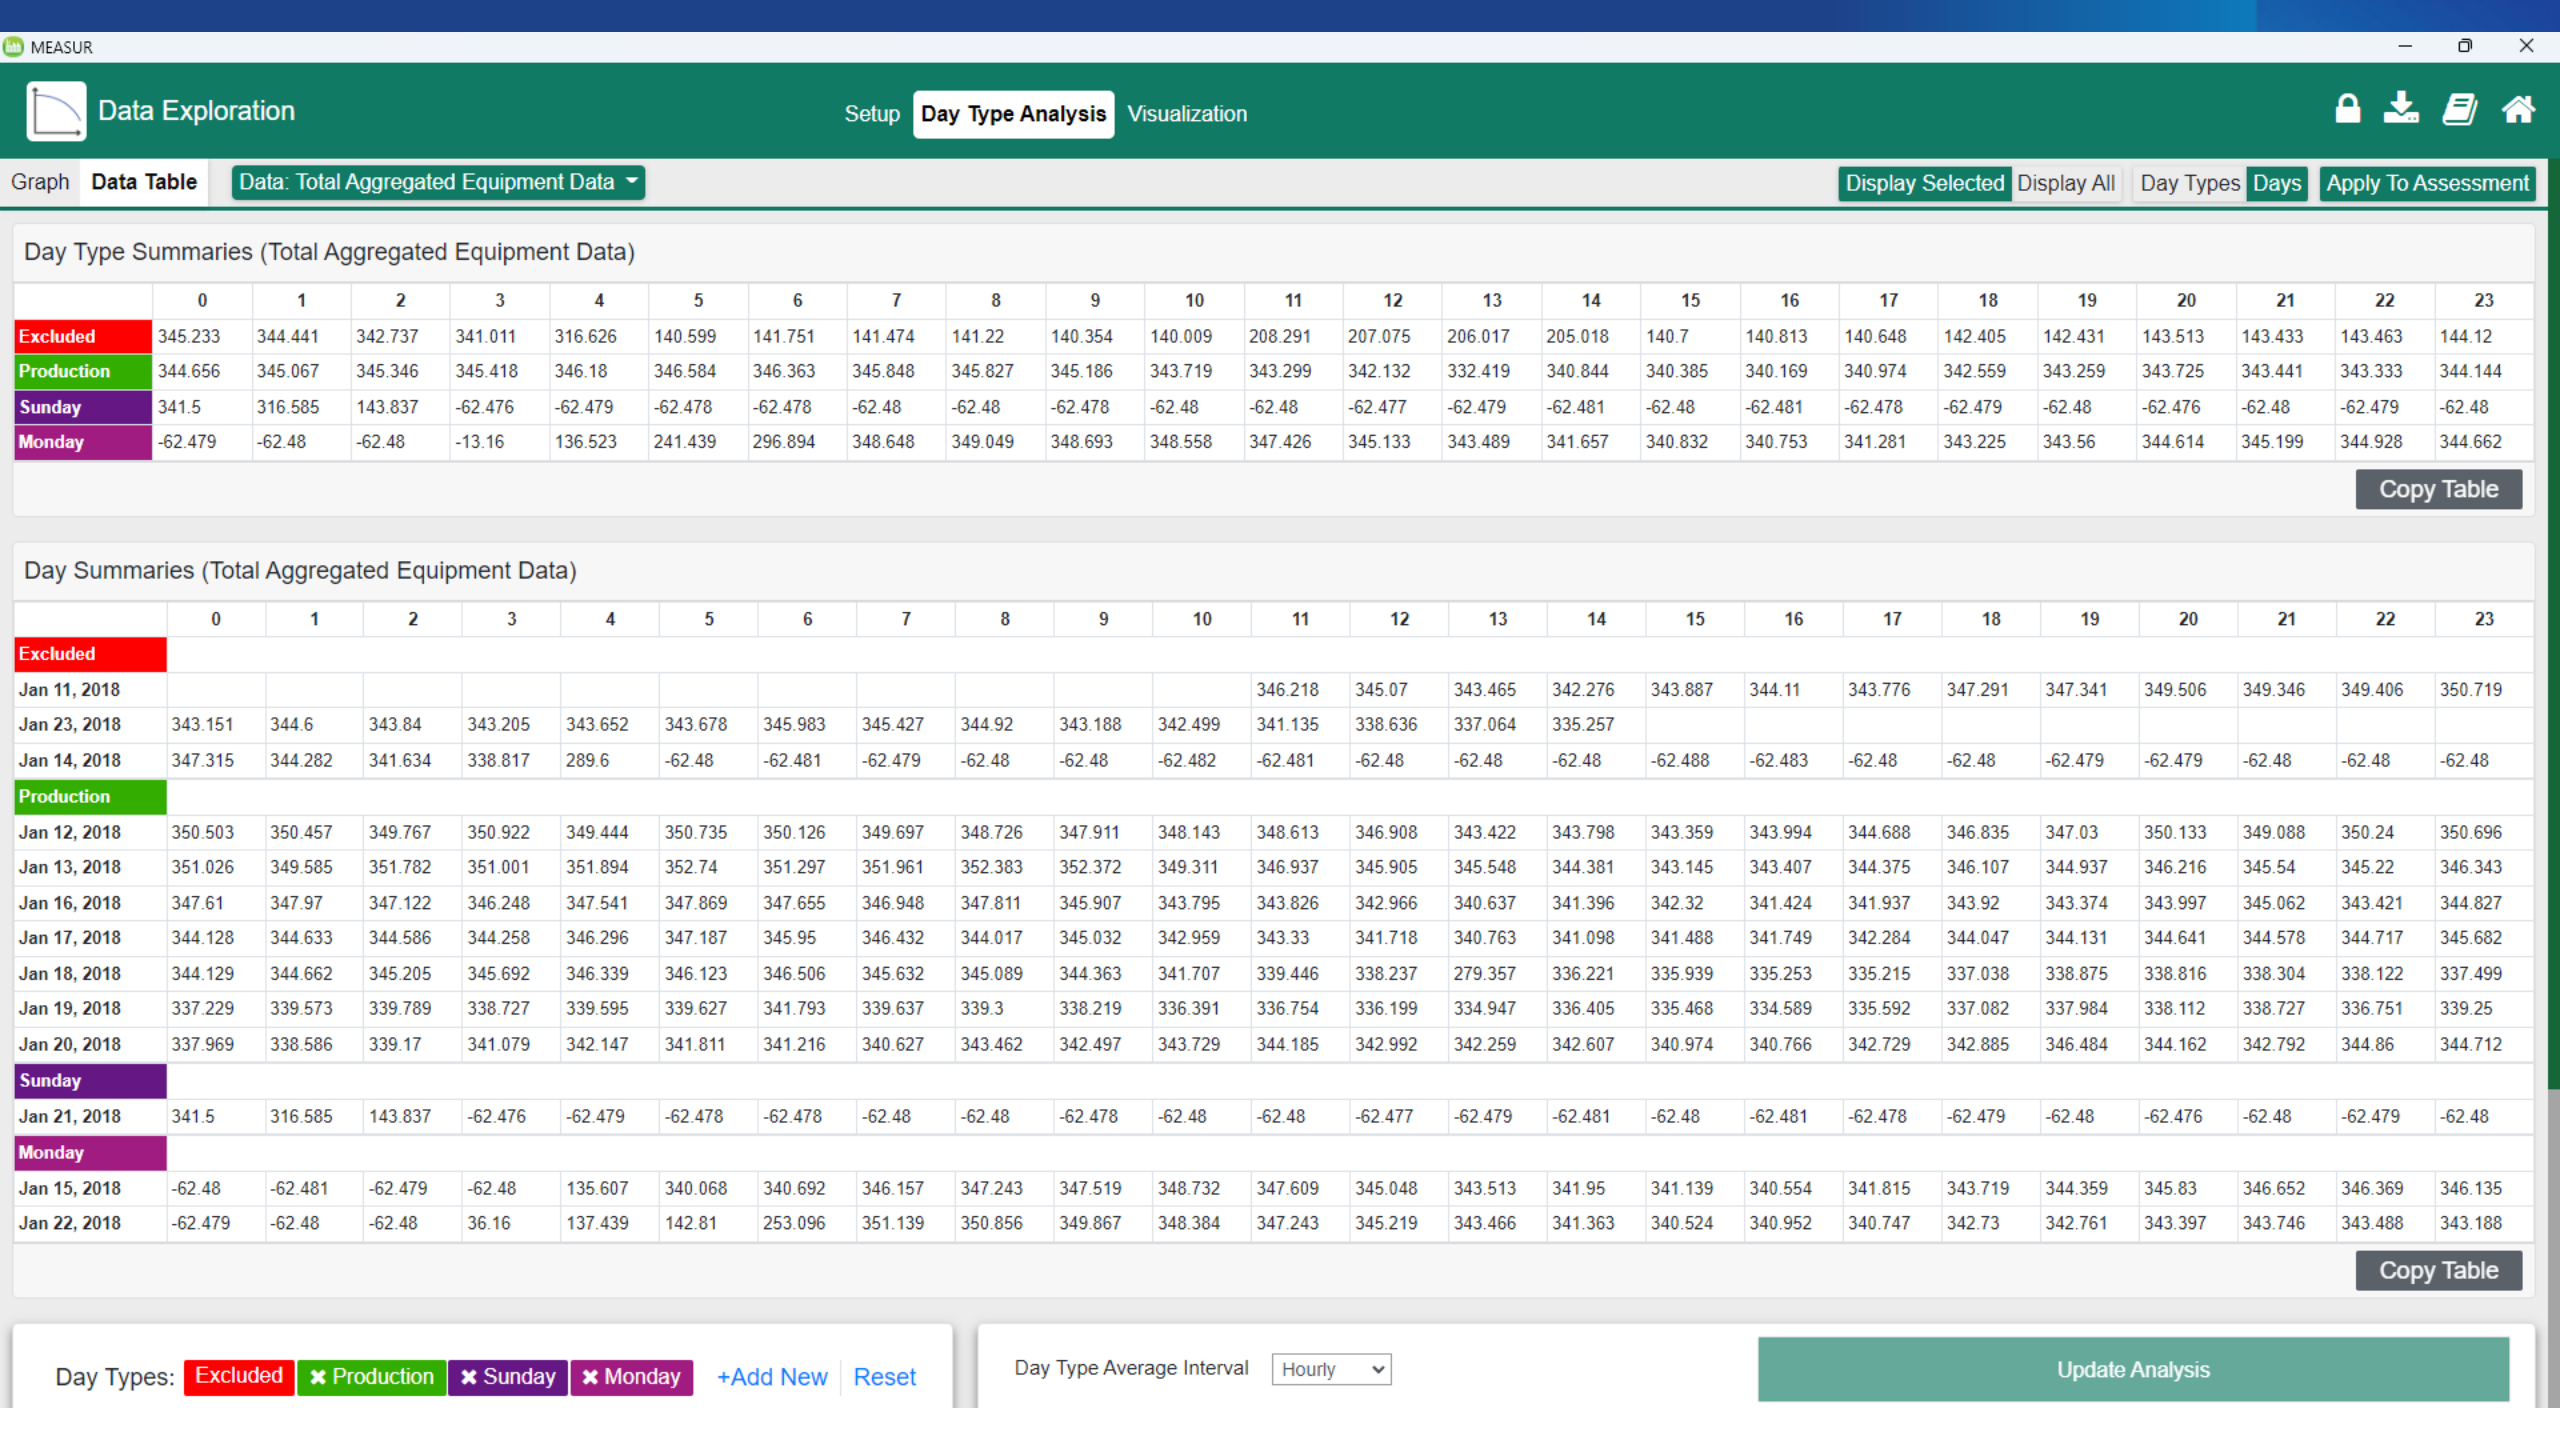 MEASUR
Data Exploration Setup Day Type Analysis Visualization
Graph Data Table Data: Total Aggregated Equipment Data Display Selected Display All Day Types Days Apply To Assessment
Day Type Summaries (Total Aggregated Equipment Data)
0 1 2 3 4 5 6 7 8 9 10 11 12 13 14 15 16 17 18 19 20 21 22 23
Excluded 345.233 344.441 342.737 341.011 316.626 140.599 141.751 141.474 141.22 140.354 140.009 208.291 207.075 206.017 205.018 140.7 140.813 140.648 142.405 142.431 143.513 143.433 143.463 144.12
Production 344.656 345.067 345.346 345.418 346.18 346.584 346.363 345.848 345.827 345.186 343.719 343.299 342.132 332.419 340.844 340.385 340.169 340.974 342.559 343.259 343.725 343.441 343.333 344.144
Sunday 341.5 316.585 143.837 -62.476 -62.479 -62.478 -62.478 -62.48 -62.48 -62.478 -62.48 -62.48 -62.477 -62.479 -62.481 -62.48 -62.481 -62.478 -62.479 -62.48 -62.476 -62.48 -62.479 -62.48
Monday -62.479 -62.48 -62.48 -13.16 136.523 241.439 296.894 348.648 349.049 348.693 348.558 347.426 345.133 343.489 341.657 340.832 340.753 341.281 343.225 343.56 344.614 345.199 344.928 344.662
Copy Table
Day Summaries (Total Aggregated Equipment Data)
0 1 2 3 4 5 6 7 8 9 10 11 12 13 14 15 16 17 18 19 20 21 22 23
Excluded
Jan 11, 2018 346.218 345.07 343.465 342.276 343.887 344.11 343.776 347.291 347.341 349.506 349.346 349.406 350.719
Jan 23, 2018 343.151 344.6 343.84 343.205 343.652 343.678 345.983 345.427 344.92 343.188 342.499 341.135 338.636 337.064 335.257
Jan 14, 2018 347.315 344.282 341.634 338.817 289.6 -62.48 -62.481 -62.479 -62.48 -62.48 -62.482 -62.481 -62.48 -62.48 -62.48 -62.488 -62.483 -62.48 -62.48 -62.479 -62.479 -62.48 -62.48 -62.48
Production
Jan 12, 2018 350.503 350.457 349.767 350.922 349.444 350.735 350.126 349.697 348.726 347.911 348.143 348.613 346.908 343.422 343.798 343.359 343.994 344.688 346.835 347.03 350.133 349.088 350.24 350.696
Jan 13, 2018 351.026 349.585 351.782 351.001 351.894 352.74 351.297 351.961 352.383 352.372 349.311 346.937 345.905 345.548 344.381 343.145 343.407 344.375 346.107 344.937 346.216 345.54 345.22 346.343
Jan 16, 2018 347.61 347.97 347.122 346.248 347.541 347.869 347.655 346.948 347.811 345.907 343.795 343.826 342.966 340.637 341.396 342.32 341.424 341.937 343.92 343.374 343.997 345.062 343.421 344.827
Jan 17, 2018 344.128 344.633 344.586 344.258 346.296 347.187 345.95 346.432 344.017 345.032 342.959 343.33 341.718 340.763 341.098 341.488 341.749 342.284 344.047 344.131 344.641 344.578 344.717 345.682
Jan 18, 2018 344.129 344.662 345.205 345.692 346.339 346.123 346.506 345.632 345.089 344.363 341.707 339.446 338.237 279.357 336.221 335.939 335.253 335.215 337.038 338.875 338.816 338.304 338.122 337.499
Jan 19, 2018 337.229 339.573 339.789 338.727 339.595 339.627 341.793 339.637 339.3 338.219 336.391 336.754 336.199 334.947 336.405 335.468 334.589 335.592 337.082 337.984 338.112 338.727 336.751 339.25
Jan 20, 2018 337.969 338.586 339.17 341.079 342.147 341.811 341.216 340.627 343.462 342.497 343.729 344.185 342.992 342.259 342.607 340.974 340.766 342.729 342.885 346.484 344.162 342.792 344.86 344.712
Sunday
Jan 21, 2018 341.5 316.585 143.837 -62.476 -62.479 -62.478 -62.478 -62.48 -62.48 -62.478 -62.48 -62.48 -62.477 -62.479 -62.481 -62.48 -62.481 -62.478 -62.479 -62.48 -62.476 -62.48 -62.479 -62.48
Monday
Jan 15, 2018 -62.48 -62.481 -62.479 -62.48 135.607 340.068 340.692 346.157 347.243 347.519 348.732 347.609 345.048 343.513 341.95 341.139 340.554 341.815 343.719 344.359 345.83 346.652 346.369 346.135
Jan 22, 2018 -62.479 -62.48 -62.48 36.16 137.439 142.81 253.096 351.139 350.856 349.867 348.384 347.243 345.219 343.466 341.363 340.524 340.952 340.747 342.73 342.761 343.397 343.746 343.488 343.188
Copy Table
Day Types: Excluded Production Sunday Monday +Add New Reset Day Type Average Interval Hourly Update Analysis